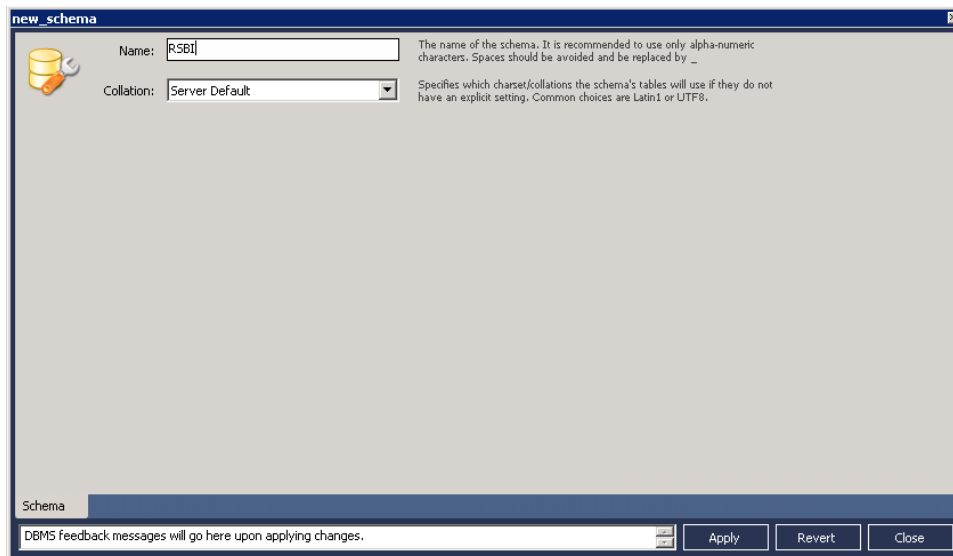 new_schema
Name: RSBI
The name of the schema. It is recommended to use only alpha-numeric
characters. Spaces should be avoided and be replaced by _
Collation: Server Default
Specifies which charset/collations the schema's tables will use if they do not
have an explicit setting. Common choices are Latin1 or UTF8.
Schema
DBMS feedback messages will go here upon applying changes.
Apply
Revert
Close